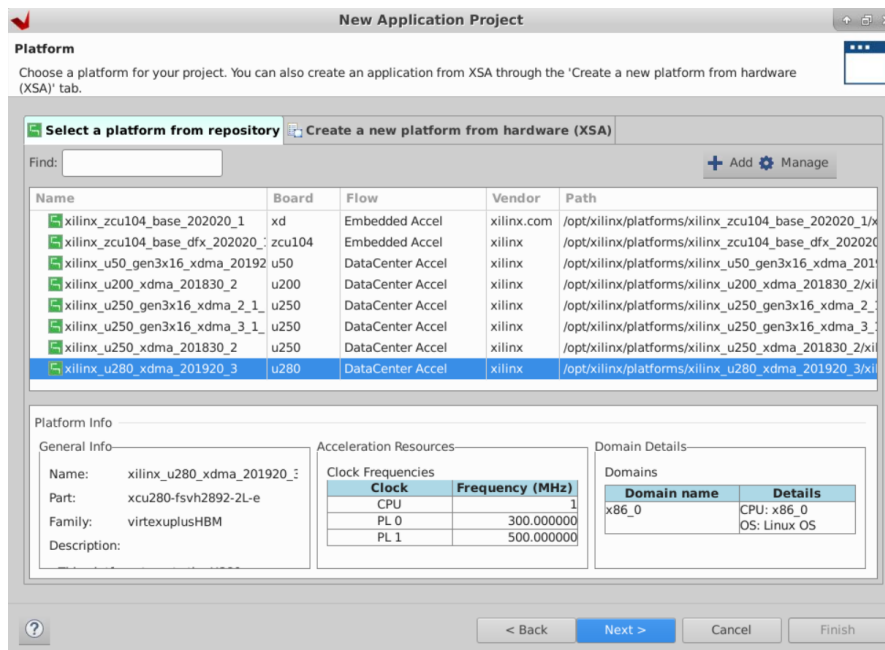 New Application Project
Platform
Choose a platform for your project. You can also create an application from XSA through the 'Create a new platform from hardware
(XSA)' tab.
Select a platform from repository Create a new platform from hardware (XSA)
Find: Add Manage
Name Board Flow Vendor Path
xilinx_zcu104_base_202020_1 xd Embedded Accel xilinx.com /opt/xilinx/platforms/xilinx_zcu104_base_202020_1/x
xilinx_zcu104_base_dfx_202020_ zcu104 Embedded Accel xilinx /opt/xilinx/platforms/xilinx_zcu104_base_dfx_202020
xilinx_u50_gen3x16_xdma_20192 u50 DataCenter Accel xilinx /opt/xilinx/platforms/xilinx_u50_gen3x16_xdma_201
xilinx_u200_xdma_201830_2 u200 DataCenter Accel xilinx /opt/xilinx/platforms/xilinx_u200_xdma_201830_2/xil
xilinx_u250_gen3x16_xdma_2_1_ u250 DataCenter Accel xilinx /opt/xilinx/platforms/xilinx_u250_gen3x16_xdma_2_
xilinx_u250_gen3x16_xdma_3_1_ u250 DataCenter Accel xilinx /opt/xilinx/platforms/xilinx_u250_gen3x16_xdma_3_
xilinx_u250_xdma_201830_2 u250 DataCenter Accel xilinx /opt/xilinx/platforms/xilinx_u250_xdma_201830_2/xil
xilinx_u280_xdma_201920_3 u280 DataCenter Accel xilinx /opt/xilinx/platforms/xilinx_u280_xdma_201920_3/xil
Platform Info
General Info Acceleration Resources Domain Details
Name: xilinx_u280_xdma_201920_3 Clock Frequencies Domains
Part: xcu280-fsvh2892-2L-e Clock Frequency (MHz) Domain name Details
Family: virtexuplusHBM CPU 1 x86_0 CPU: x86_0
Description: PL 0 300.000000 OS: Linux OS
PL 1 500.000000
? < Back Next > Cancel Finish